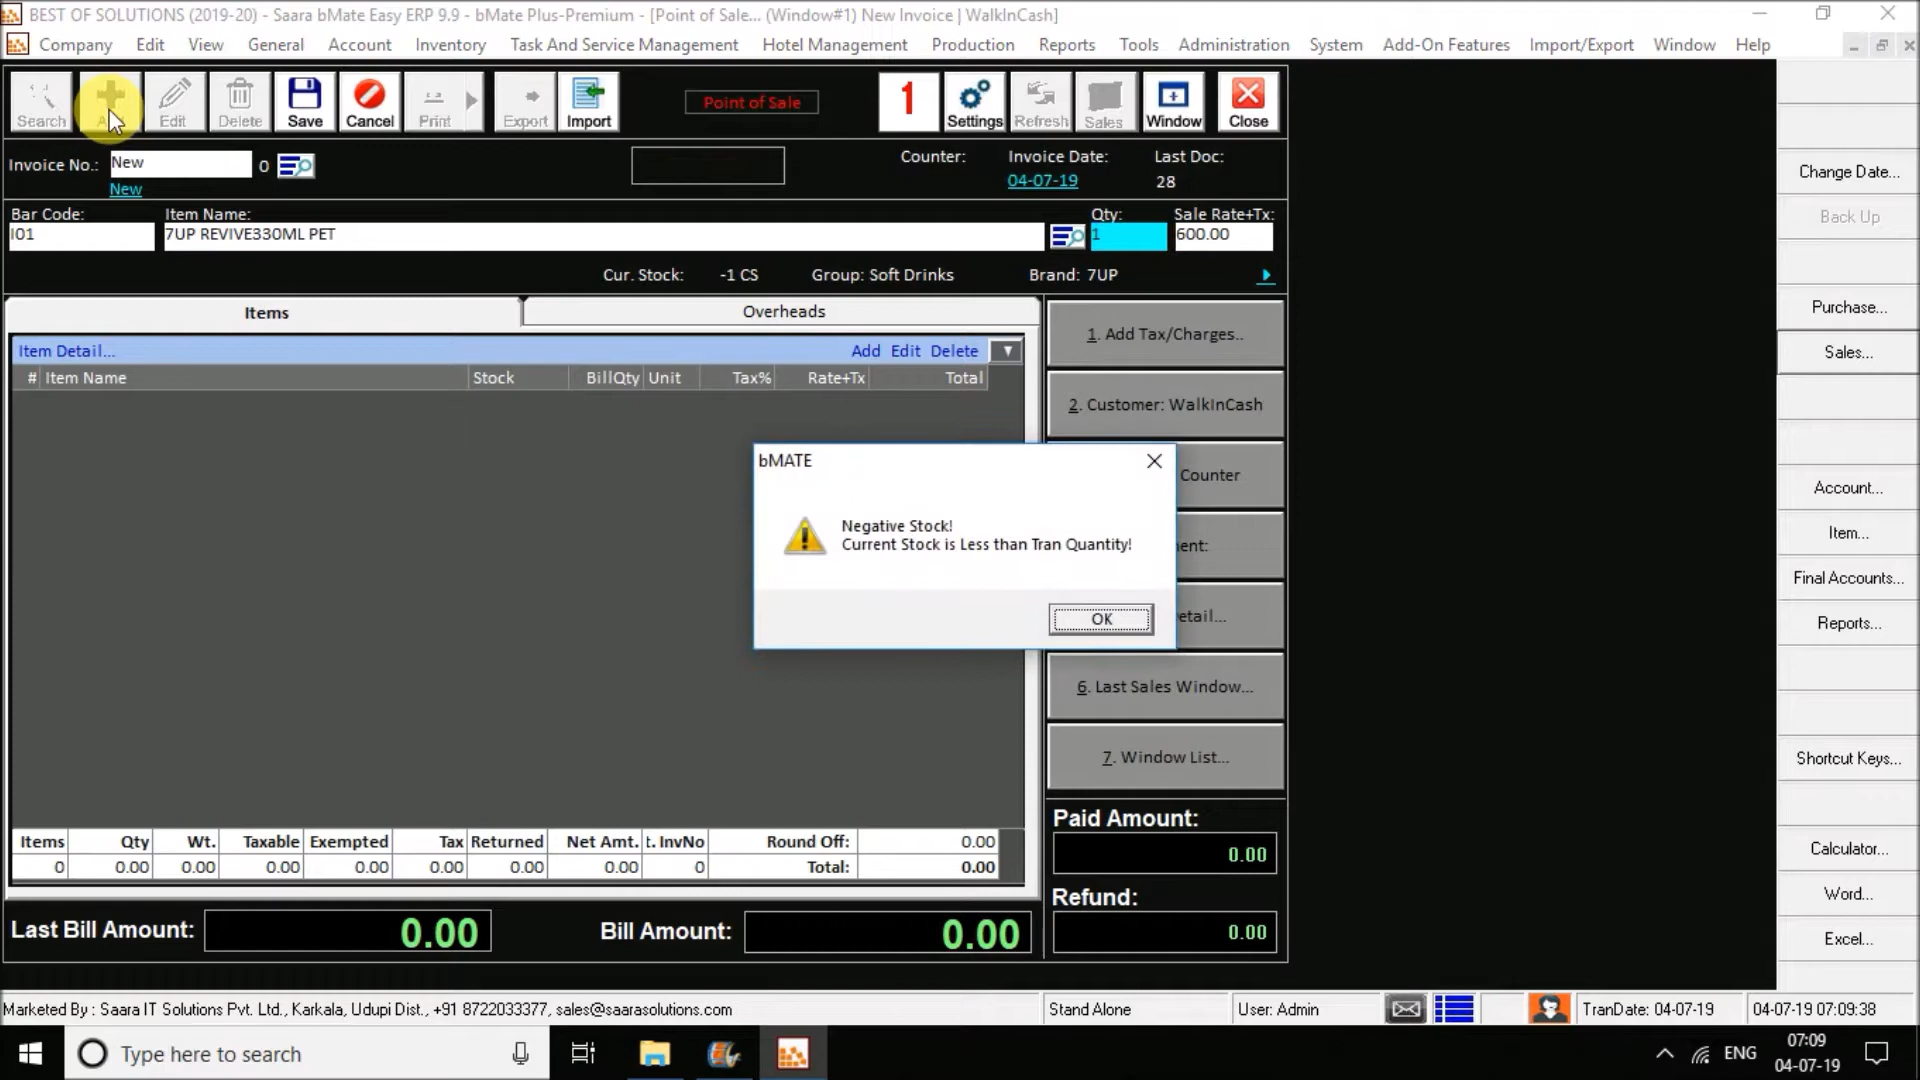 BEST OF SOLUTIONS (2019-20) - Saara bMate Easy ERP 9.9 - bMate Plus-Premium - [Point of Sale... (Window#1) New Invoice | WalkInCash]
Company Edit View General Account Inventory Task And Service Management Hotel Management Production Reports Tools Administration System Add-On Features Import/Export Window Help
Search Edit Delete Save Cancel Print Export Import Point of Sale 1 Settings Refresh Sales Window Close
Invoice No.: New 0 Counter: Invoice Date: Last Doc:
New 04-07-19 28
Bar Code: Item Name: Qty: Sale Rate+Tx:
I01 7UP REVIVE330ML PET 1 600.00
Cur. Stock: -1 CS Group: Soft Drinks Brand: 7UP
Items Overheads
Item Detail... Add Edit Delete
# Item Name Stock BillQty Unit Tax% Rate+Tx Total
1. Add Tax/Charges..
2. Customer: WalkInCash
Counter
ent:
etail...
6. Last Sales Window...
7. Window List...
bMATE
Negative Stock!
Current Stock is Less than Tran Quantity!
OK
Items Qty Wt. Taxable Exempted Tax Returned Net Amt. t. InvNo Round Off: 0.00
0 0.00 0.00 0.00 0.00 0.00 0.00 0.00 0 Total: 0.00
Paid Amount:
0.00
Refund:
0.00
Last Bill Amount: 0.00 Bill Amount: 0.00
Change Date...
Back Up
Purchase...
Sales...
Account...
Item...
Final Accounts...
Reports...
Shortcut Keys...
Calculator...
Word...
Excel...
Marketed By : Saara IT Solutions Pvt. Ltd., Karkala, Udupi Dist., +91 8722033377, sales@saarasolutions.com Stand Alone User: Admin TranDate: 04-07-19 04-07-19 07:09:38
Type here to search ENG 07:09
04-07-19